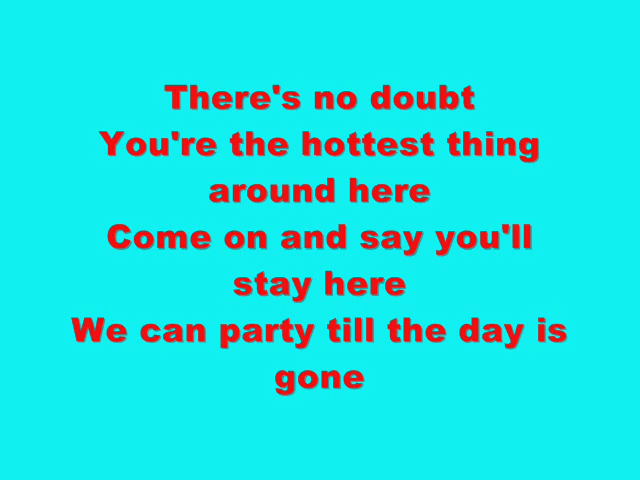 There's no doubt
You're the hottest thing
around here
Come on and say you'll
stay here
We can party till the day is
gone